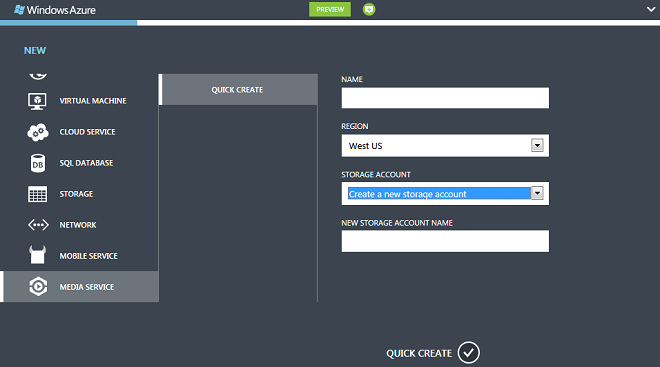 Windows Azure
PREVIEW
NEW
VIRTUAL MACHINE
CLOUD SERVICE
DB
SQL DATABASE
STORAGE
NETWORK
MOBILE SERVICE
MEDIA SERVICE
QUICK CREATE
NAME
REGION
West US
STORAGE ACCOUNT
Create a new storage account
NEW STORAGE ACCOUNT NAME
QUICK CREATE